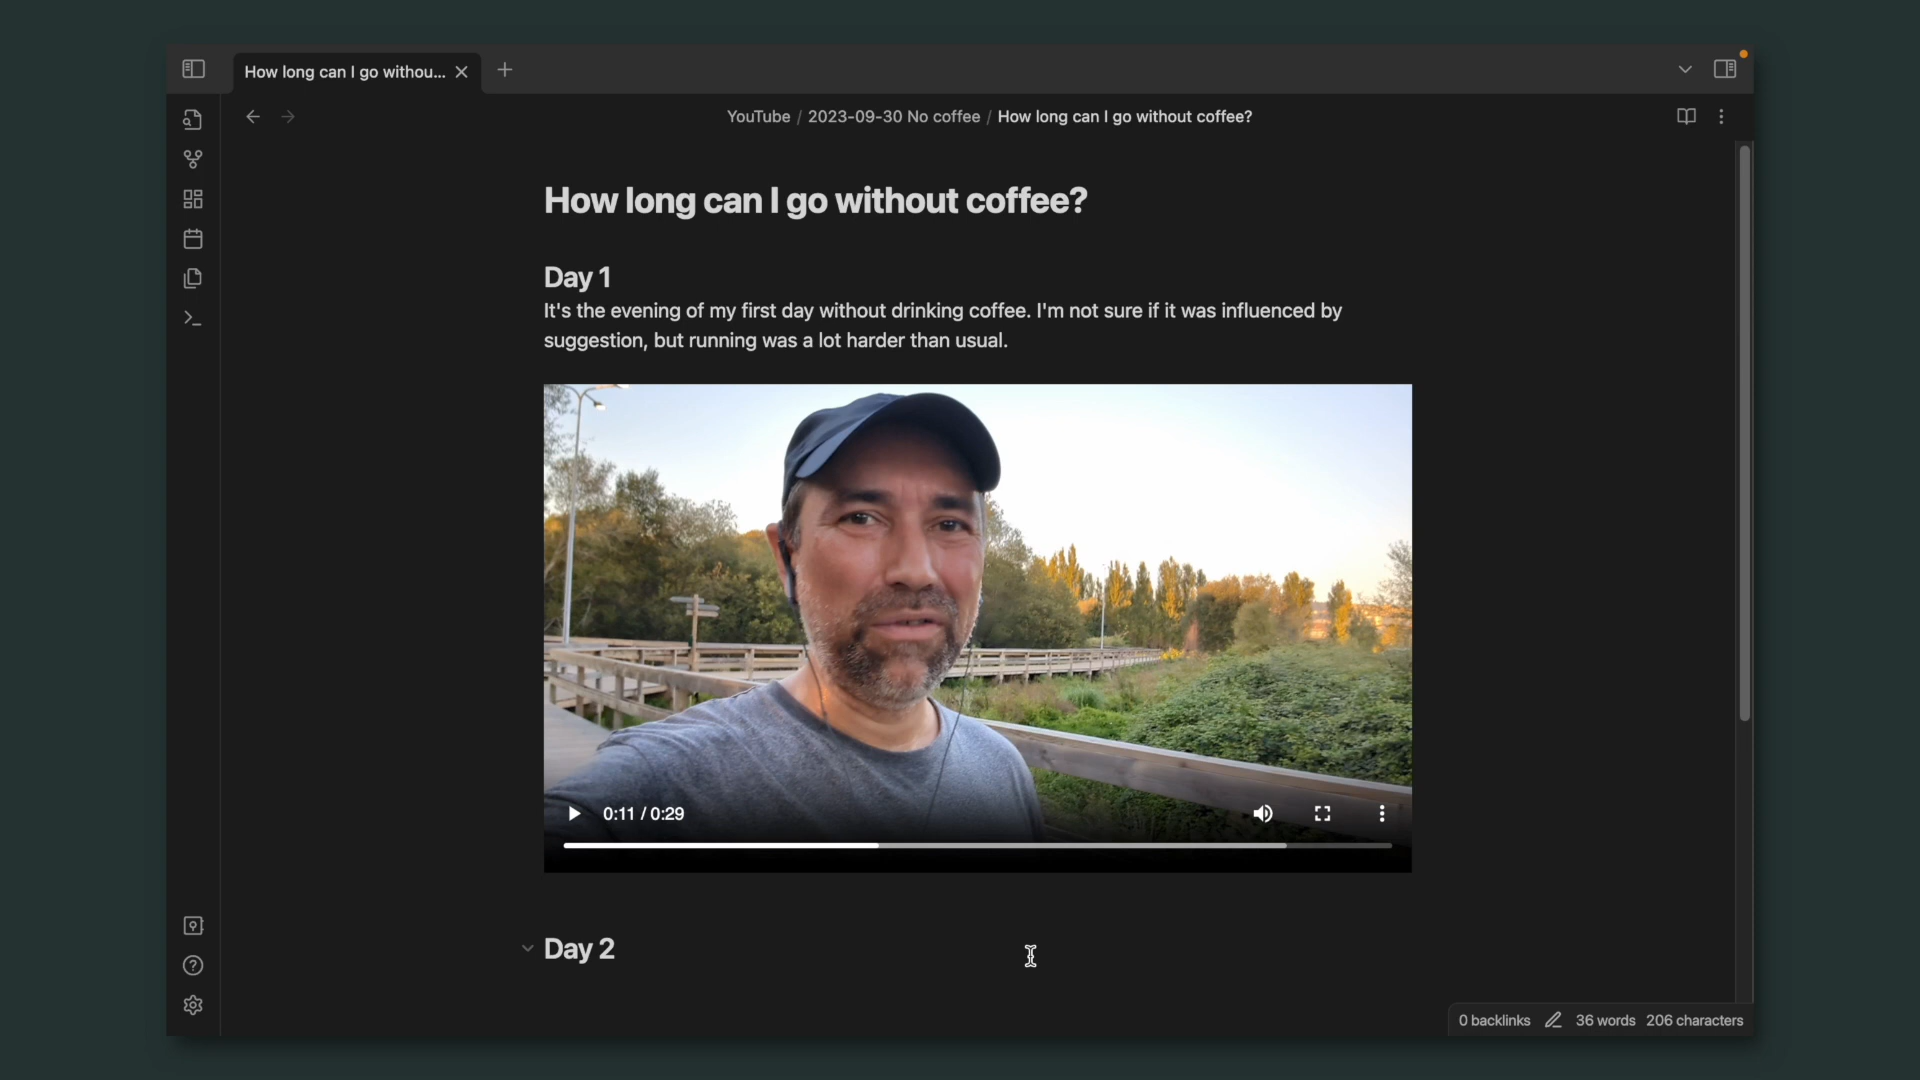 How long can I go withou...
YouTube / 2023-09-30 No coffee / How long can I go without coffee?
How long can I go without coffee?
Day 1
It's the evening of my first day without drinking coffee. I'm not sure if it was influenced by
suggestion, but running was a lot harder than usual.
0:11 / 0:29
Day 2
0 backlinks 36 words 206 characters